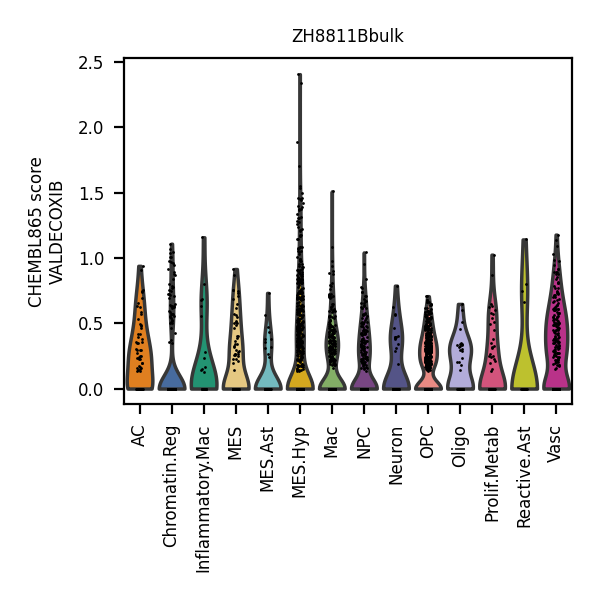 ZH8811Bbulk
CHEMBL865 score
VALDECOXIB
2.5
2.0
1.5
1.0
0.5
0.0
AC
Chromatin.Reg
Inflammatory.Mac
MES
MES.Ast
MES.Hyp
Mac
NPC
Neuron
OPC
Oligo
Prolif.Metab
Reactive.Ast
Vasc